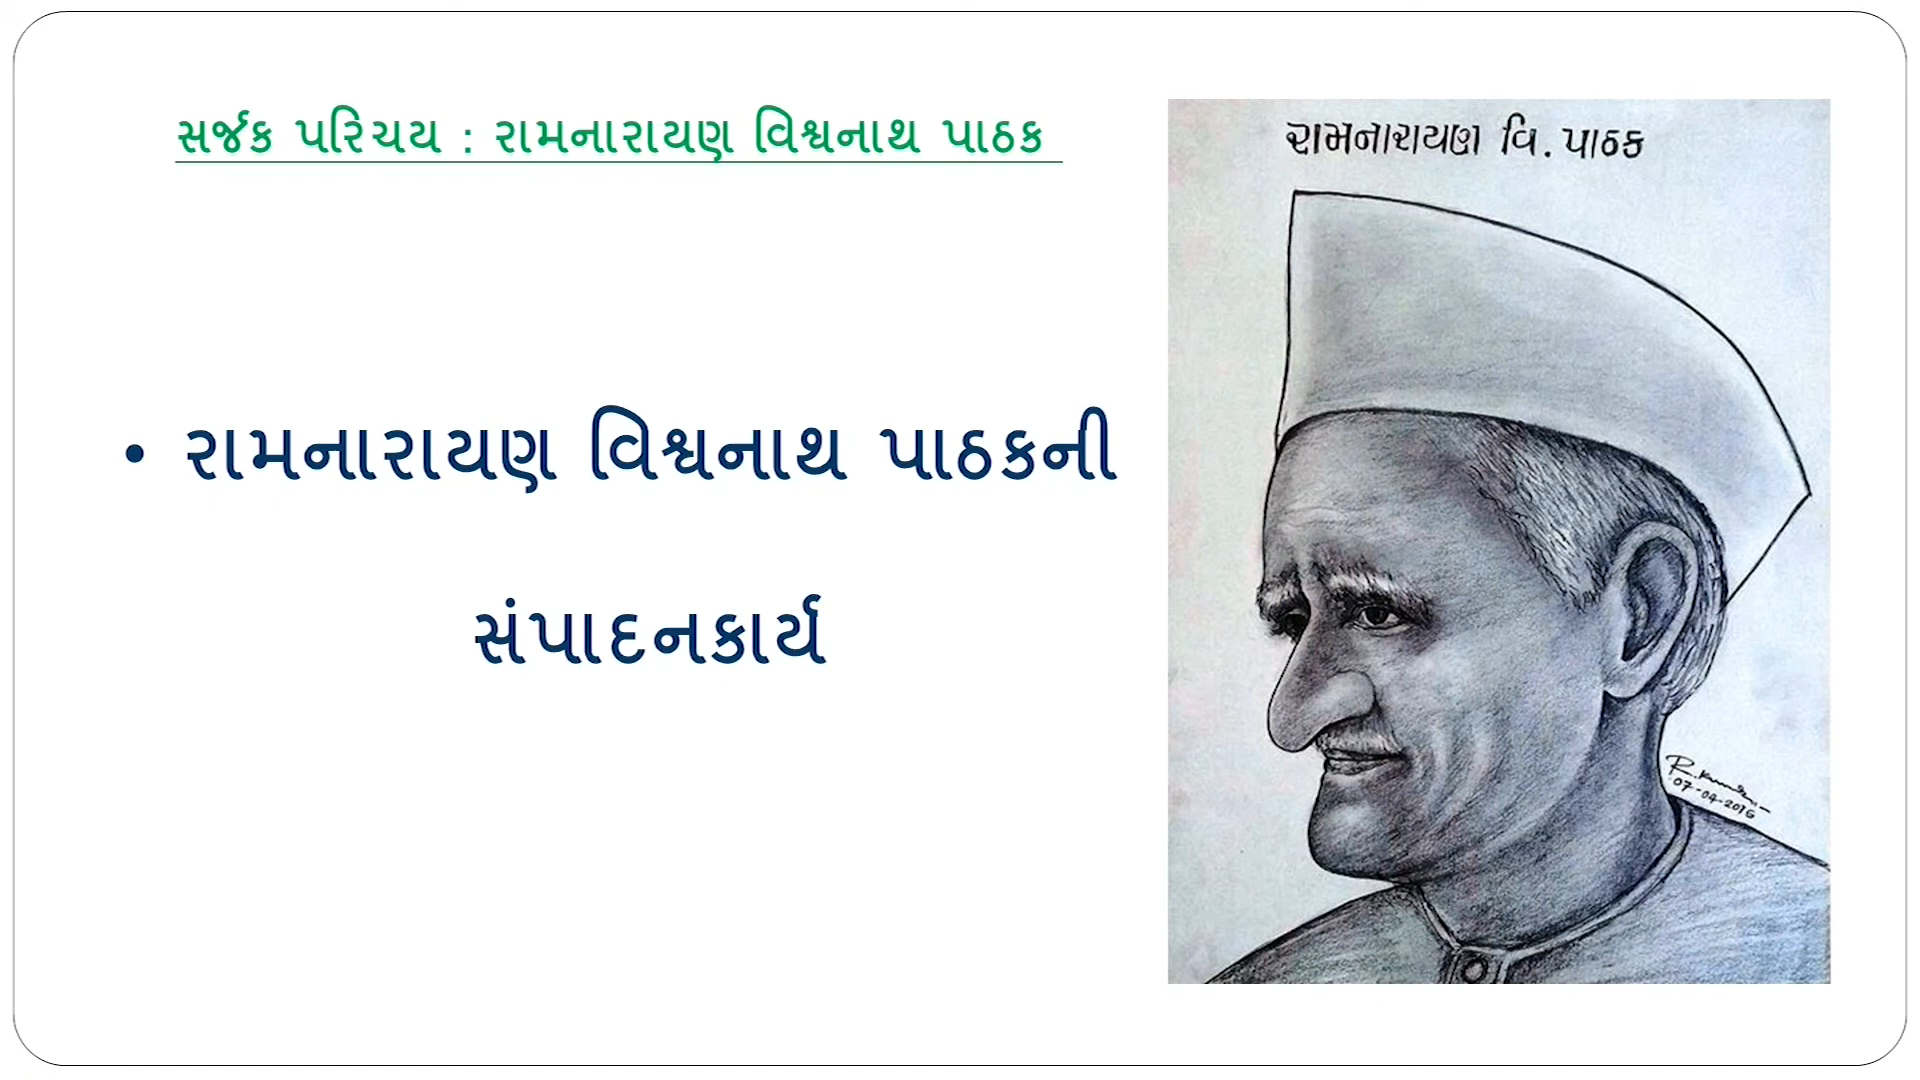 સર્જક પરિચય : રામનારાયણ વિશ્વનાથ પાઠક
• રામનારાયણ વિશ્વનાથ પાઠકની
સંપાદનકાર્ય
રામનારાયણ વિ. પાઠક
07-04-2016